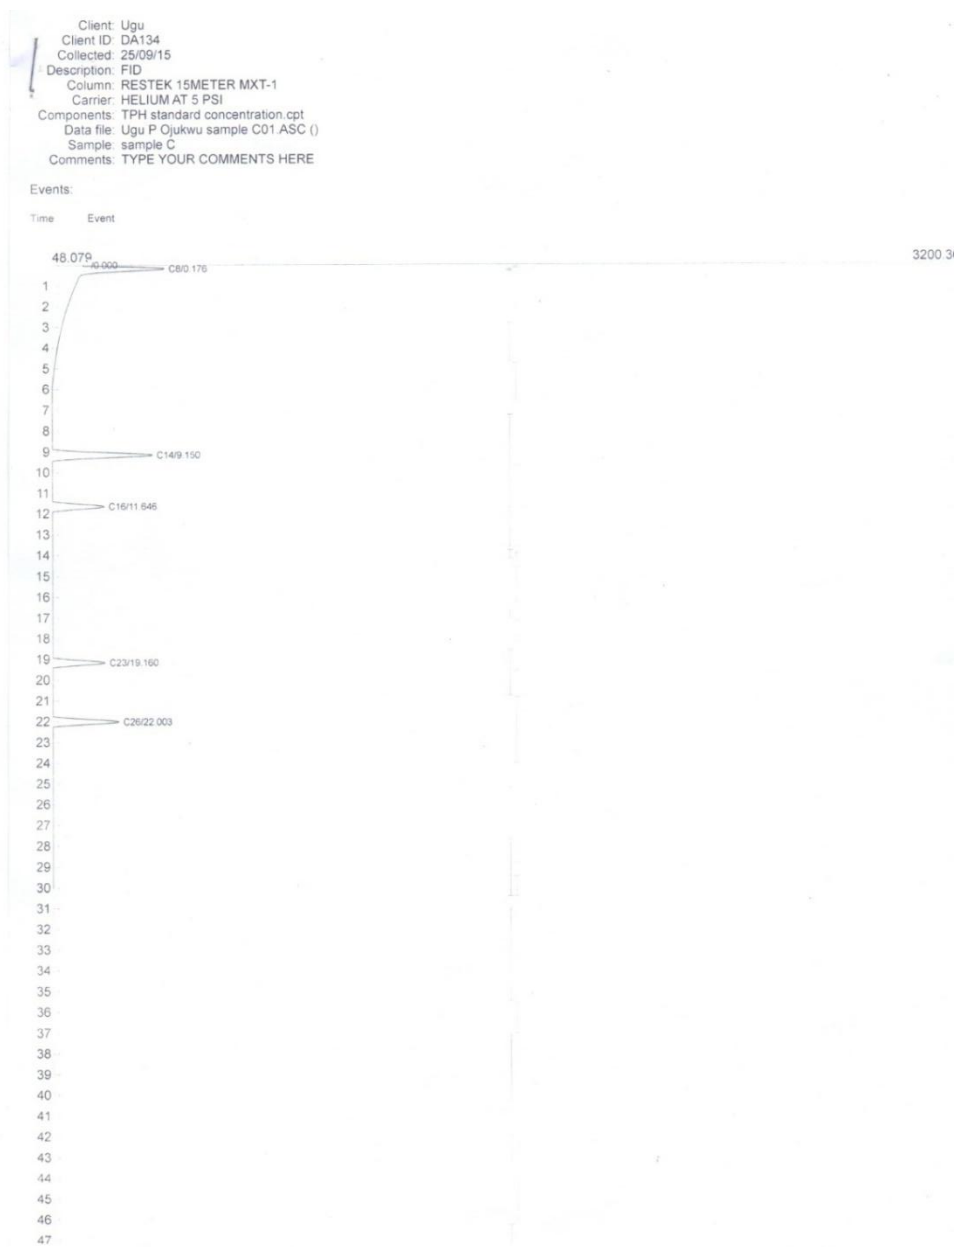 Client: Ugu
Client ID: DA134
Collected: 25/09/15
Description: FID
Column: RESTEK 15METER MXT-1
Carrier: HELIUM AT 5 PSI
Components: TPH standard concentration.cpt
Data file: Ugu P Ojukwu sample C01.ASC ()
Sample: sample C
Comments: TYPE YOUR COMMENTS HERE
Events:
Time Event
48.079 3200.30
/0.000 C8/0.176
1
2
3
4
5
6
7
8
9 C14/9.150
10
11
C16/11.646
12
13
14
15
16
17
18
19 C23/19.160
20
21
22 C26/22.003
23
24
25
26
27
28
29
30
31
32
33
34
35
36
37
38
39
40
41
42
43
44
45
46
47